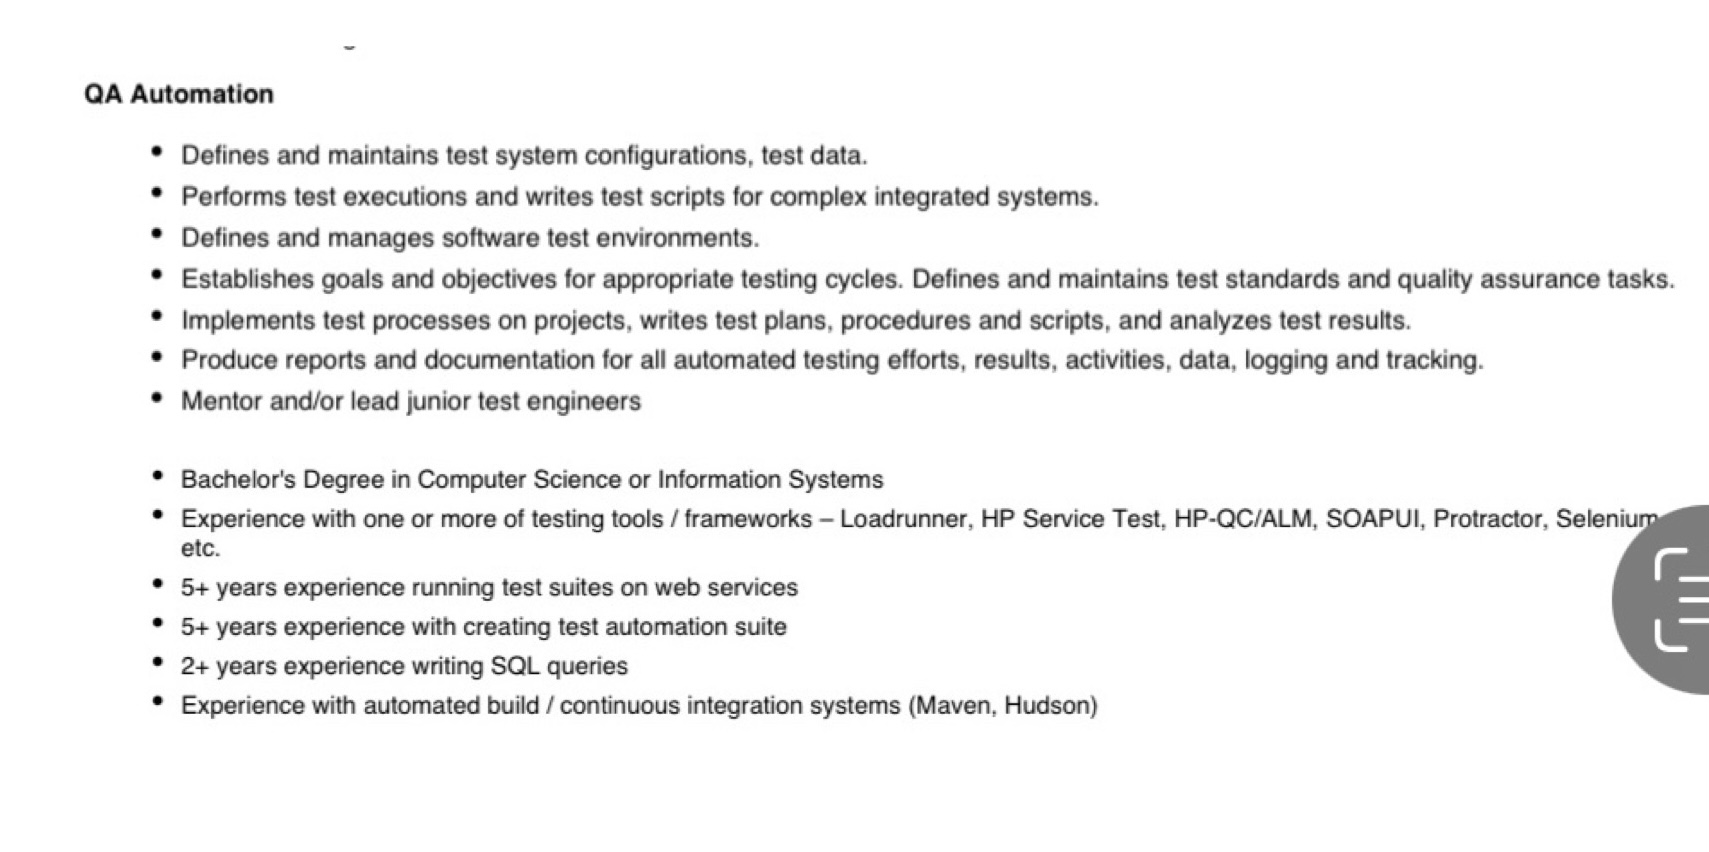 QA Automation
• Defines and maintains test system configurations, test data.
• Performs test executions and writes test scripts for complex integrated systems.
• Defines and manages software test environments.
• Establishes goals and objectives for appropriate testing cycles. Defines and maintains test standards and quality assurance tasks.
• Implements test processes on projects, writes test plans, procedures and scripts, and analyzes test results.
• Produce reports and documentation for all automated testing efforts, results, activities, data, logging and tracking.
• Mentor and/or lead junior test engineers
• Bachelor's Degree in Computer Science or Information Systems
• Experience with one or more of testing tools / frameworks – Loadrunner, HP Service Test, HP-QC/ALM, SOAPUI, Protractor, Selenium
etc.
• 5+ years experience running test suites on web services
• 5+ years experience with creating test automation suite
• 2+ years experience writing SQL queries
• Experience with automated build / continuous integration systems (Maven, Hudson)